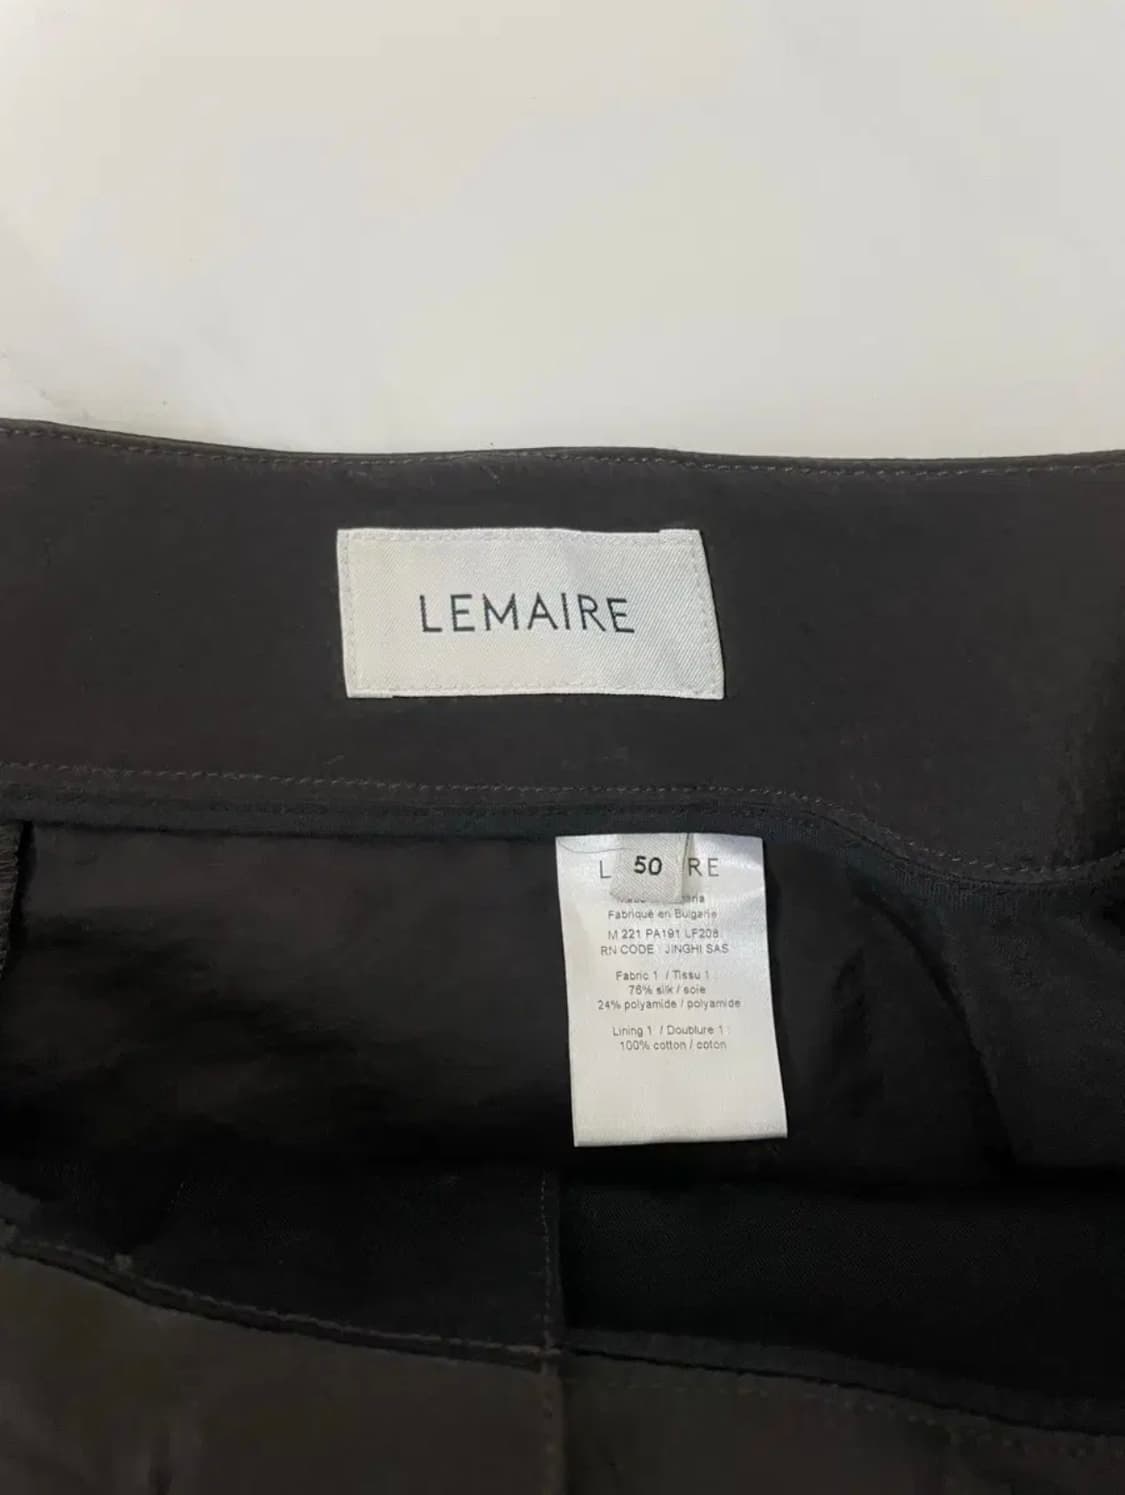 LEMAIRE
50
L RE
Fabriqué en Bulgarie
M 221 PA191 LF208
RN CODE : JINGHI SAS
Fabric 1 / Tissu 1 :
76% silk / soie
24% polyamide / polyamide
Lining 1 / Doublure 1 :
100% cotton / coton